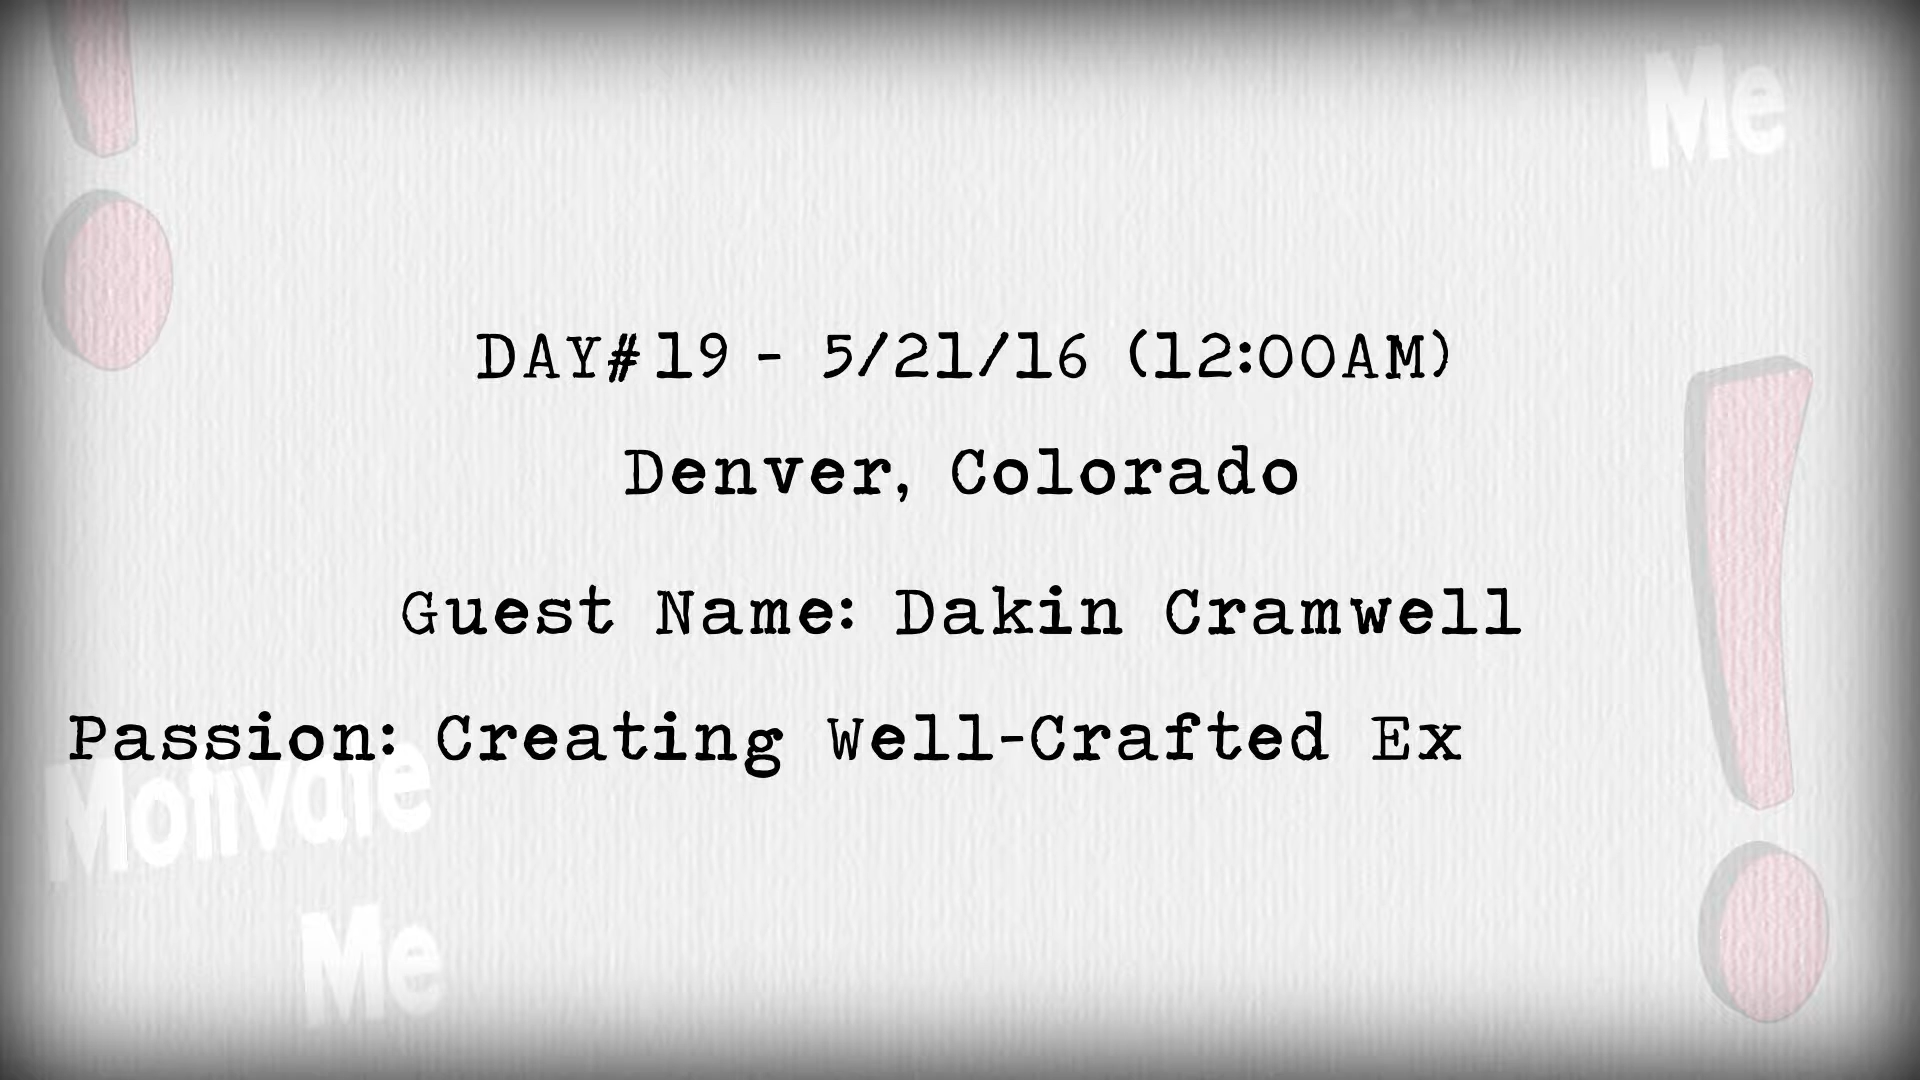 Me
DAY#19 - 5/21/16 (12:00AM)
Denver, Colorado
Guest Name: Dakin Cramwell
Passion: Creating Well-Crafted Ex
Motivate
Me